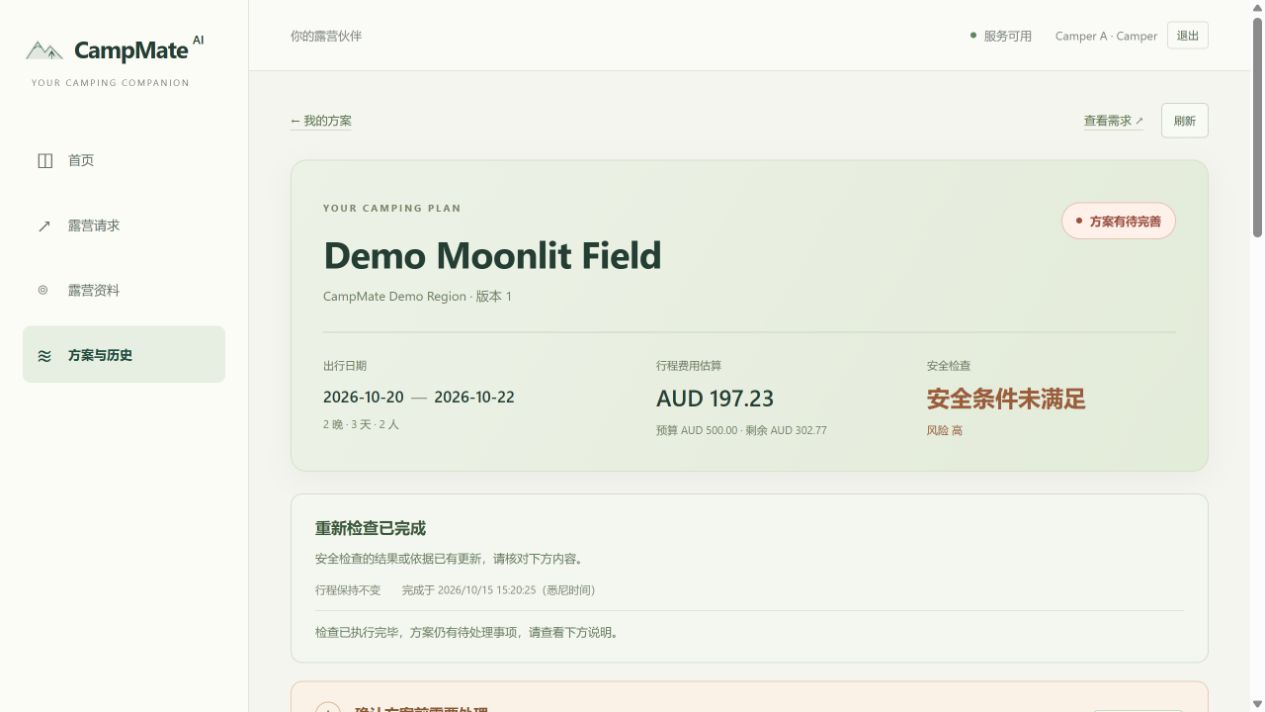 CampMate AI
YOUR CAMPING COMPANION
首页
露营请求
露营资料
方案与历史
你的露营伙伴
服务可用
Camper A · Camper
退出
← 我的方案
查看需求 ↗
刷新
YOUR CAMPING PLAN
方案有待完善
Demo Moonlit Field
CampMate Demo Region · 版本 1
出行日期
2026-10-20 — 2026-10-22
2 晚 · 3 天 · 2 人
行程费用估算
AUD 197.23
预算 AUD 500.00 · 剩余 AUD 302.77
安全检查
安全条件未满足
风险 高
重新检查已完成
安全检查的结果或依据已有更新，请核对下方内容。
行程保持不变 完成于 2026/10/15 15:20:25（悉尼时间）
检查已执行完毕，方案仍有待处理事项，请查看下方说明。
确认方案前需要处理